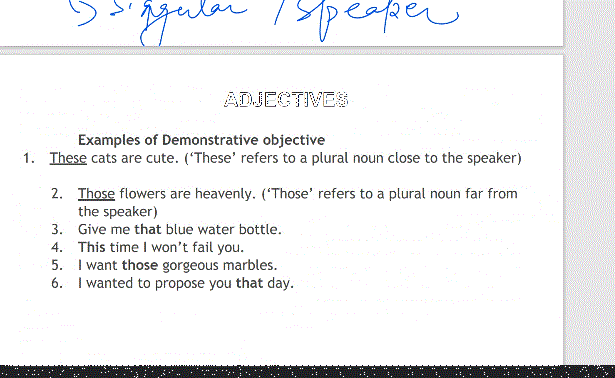 Singular / speaker
ADJECTIVES
Examples of Demonstrative objective
1. These cats are cute. (‘These’ refers to a plural noun close to the speaker)
2. Those flowers are heavenly. (‘Those’ refers to a plural noun far from
the speaker)
3. Give me that blue water bottle.
4. This time I won’t fail you.
5. I want those gorgeous marbles.
6. I wanted to propose you that day.